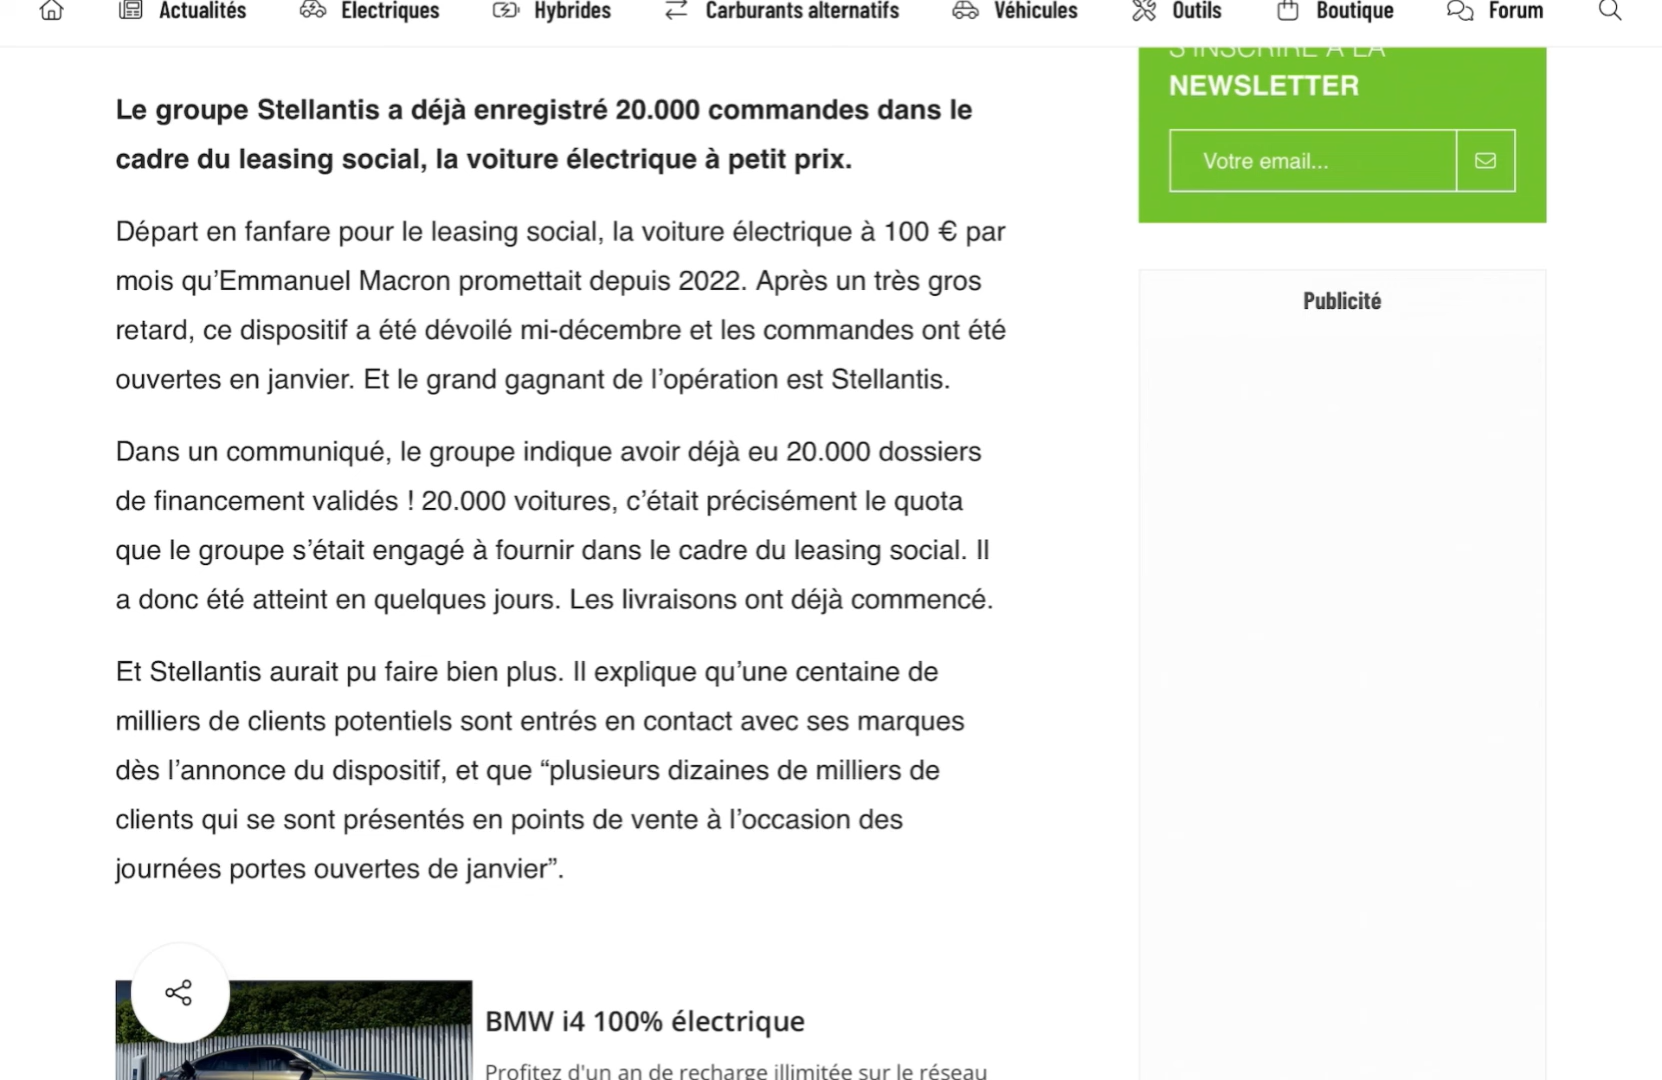 Actualités Electriques Hybrides Carburants alternatifs Véhicules Outils Boutique Forum
S'INSCRIRE À LA
NEWSLETTER
Votre email...
Publicité
Le groupe Stellantis a déjà enregistré 20.000 commandes dans le
cadre du leasing social, la voiture électrique à petit prix.
Départ en fanfare pour le leasing social, la voiture électrique à 100 € par
mois qu’Emmanuel Macron promettait depuis 2022. Après un très gros
retard, ce dispositif a été dévoilé mi-décembre et les commandes ont été
ouvertes en janvier. Et le grand gagnant de l’opération est Stellantis.
Dans un communiqué, le groupe indique avoir déjà eu 20.000 dossiers
de financement validés ! 20.000 voitures, c’était précisément le quota
que le groupe s’était engagé à fournir dans le cadre du leasing social. Il
a donc été atteint en quelques jours. Les livraisons ont déjà commencé.
Et Stellantis aurait pu faire bien plus. Il explique qu’une centaine de
milliers de clients potentiels sont entrés en contact avec ses marques
dès l’annonce du dispositif, et que “plusieurs dizaines de milliers de
clients qui se sont présentés en points de vente à l’occasion des
journées portes ouvertes de janvier”.
BMW i4 100% électrique
Profitez d'un an de recharge illimitée sur le réseau